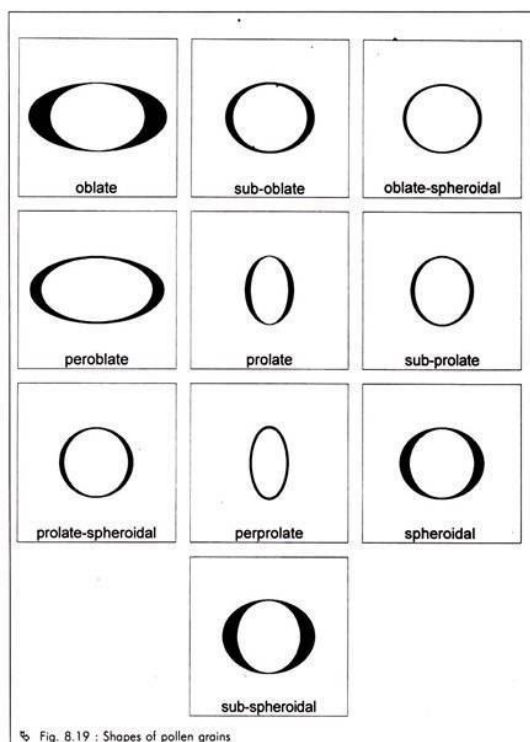 oblate
sub-oblate
oblate-spheroidal
peroblate
prolate
sub-prolate
prolate-spheroidal
perprolate
spheroidal
sub-spheroidal
Fig. 8.19 : Shapes of pollen grains